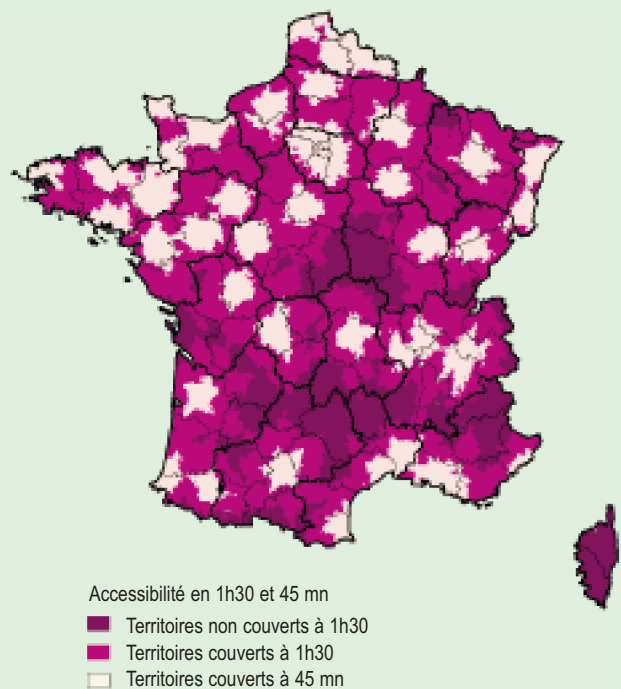 Accessibilité en 1h30 et 45 mn
Territoires non couverts à 1h30
Territoires couverts à 1h30
Territoires couverts à 45 mn